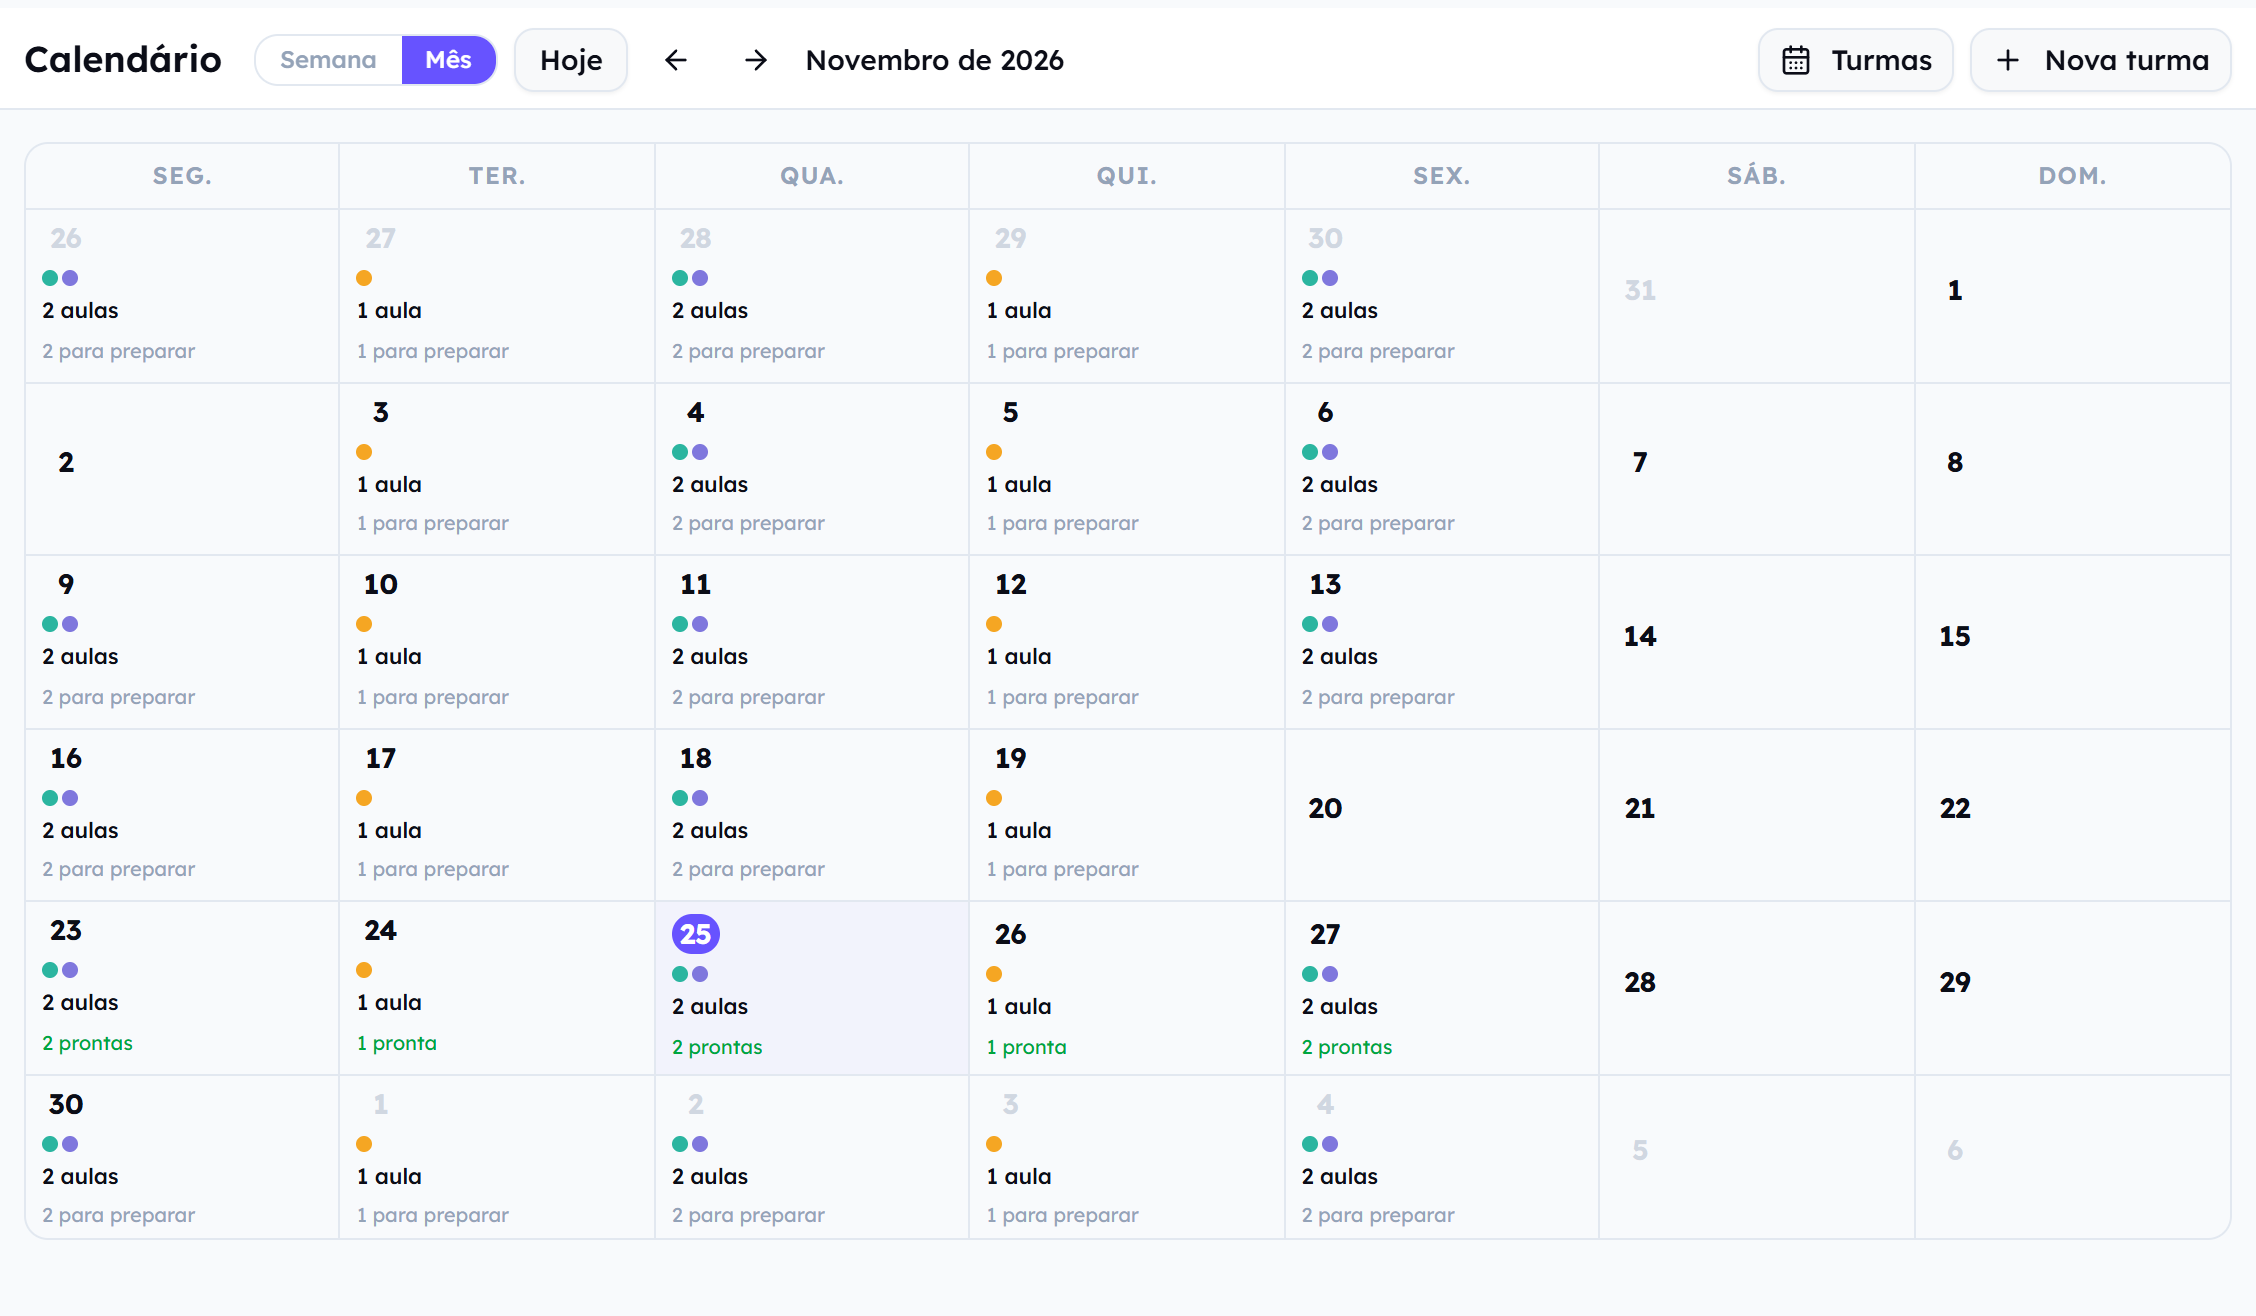 Calendário Semana Mês Hoje ← → Novembro de 2026 Turmas + Nova turma
SEG. TER. QUA. QUI. SEX. SÁB. DOM.
26 27 28 29 30 31 1
2 aulas 1 aula 2 aulas 1 aula 2 aulas
2 para preparar 1 para preparar 2 para preparar 1 para preparar 2 para preparar
2 3 4 5 6 7 8
1 aula 2 aulas 1 aula 2 aulas
1 para preparar 2 para preparar 1 para preparar 2 para preparar
9 10 11 12 13 14 15
2 aulas 1 aula 2 aulas 1 aula 2 aulas
2 para preparar 1 para preparar 2 para preparar 1 para preparar 2 para preparar
16 17 18 19 20 21 22
2 aulas 1 aula 2 aulas 1 aula
2 para preparar 1 para preparar 2 para preparar 1 para preparar
23 24 25 26 27 28 29
2 aulas 1 aula 2 aulas 1 aula 2 aulas
2 prontas 1 pronta 2 prontas 1 pronta 2 prontas
30 1 2 3 4 5 6
2 aulas 1 aula 2 aulas 1 aula 2 aulas
2 para preparar 1 para preparar 2 para preparar 1 para preparar 2 para preparar